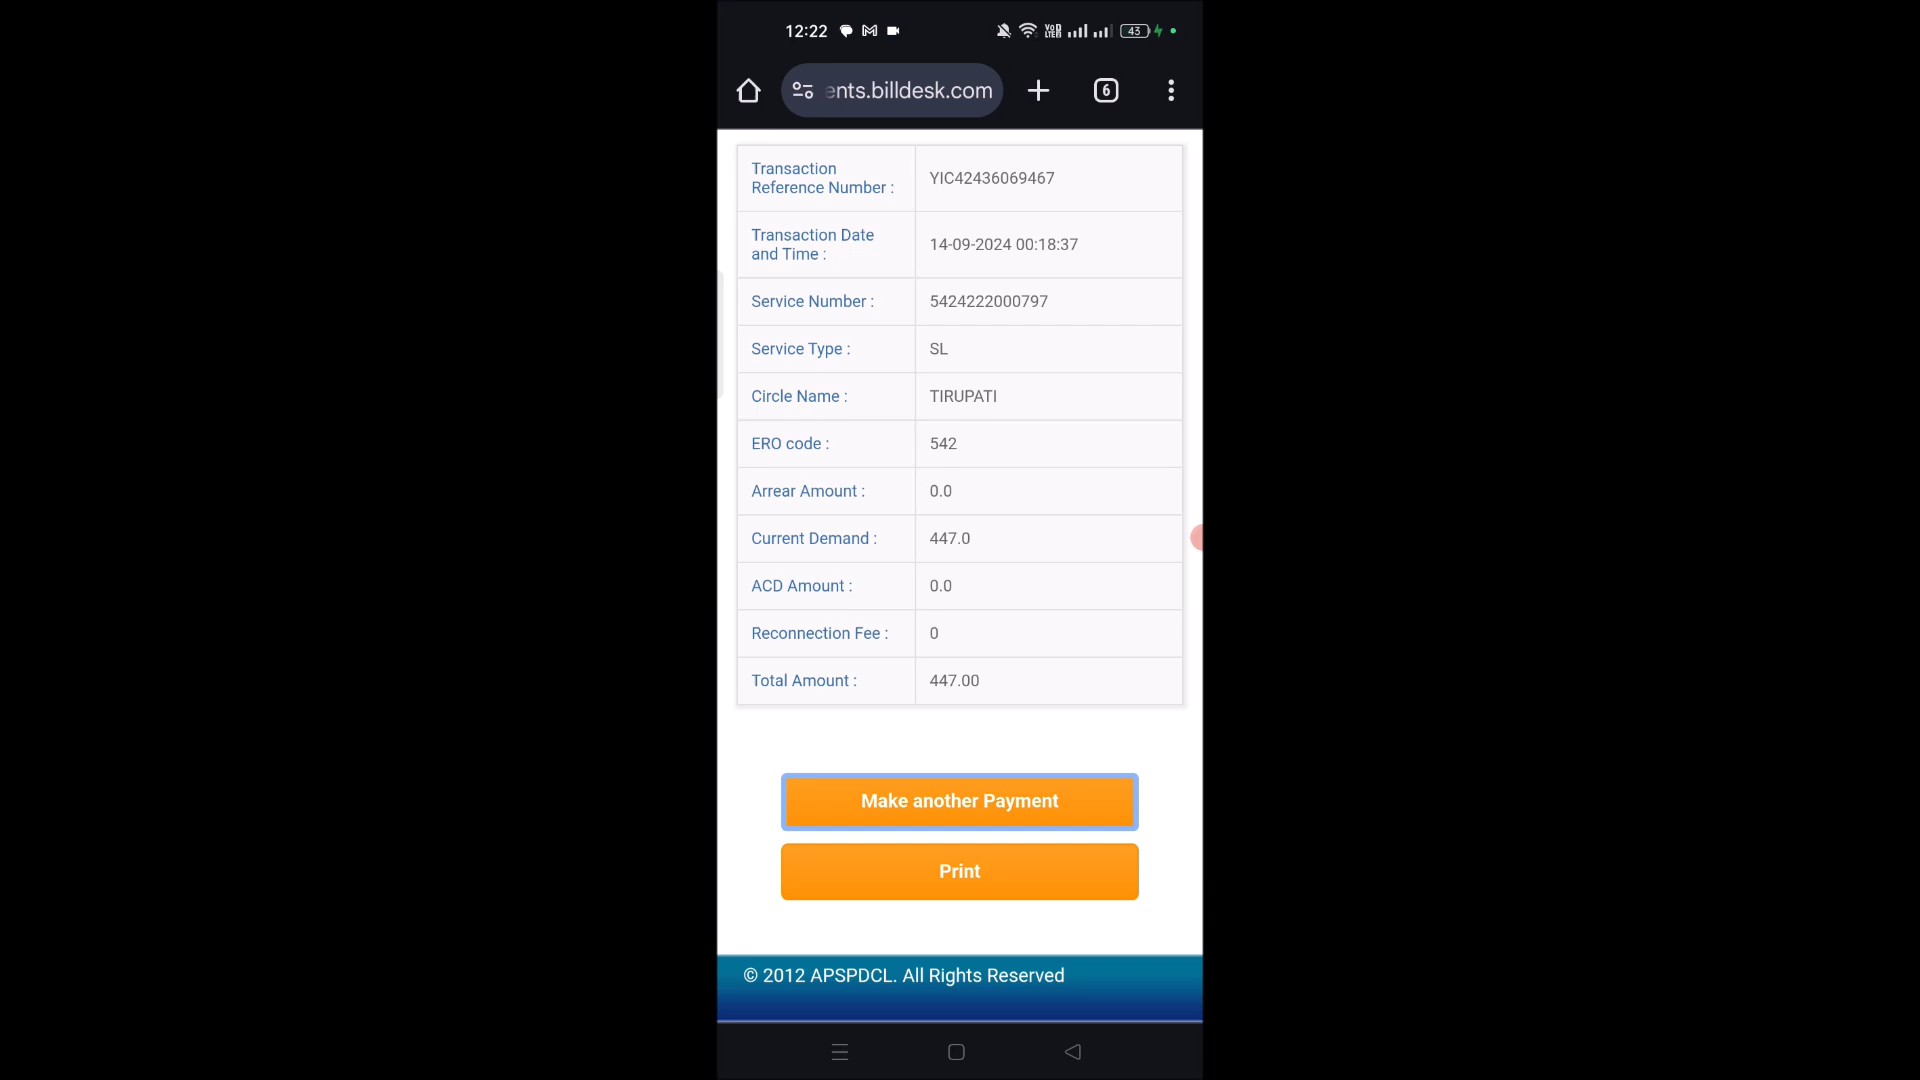 12:22
VoD LTED
43
ents.billdesk.com
6
Transaction
Reference Number :
YIC42436069467
Transaction Date
and Time :
14-09-2024 00:18:37
Service Number :
5424222000797
Service Type :
SL
Circle Name :
TIRUPATI
ERO code :
542
Arrear Amount :
0.0
Current Demand :
447.0
ACD Amount :
0.0
Reconnection Fee :
0
Total Amount :
447.00
Make another Payment
Print
© 2012 APSPDCL. All Rights Reserved